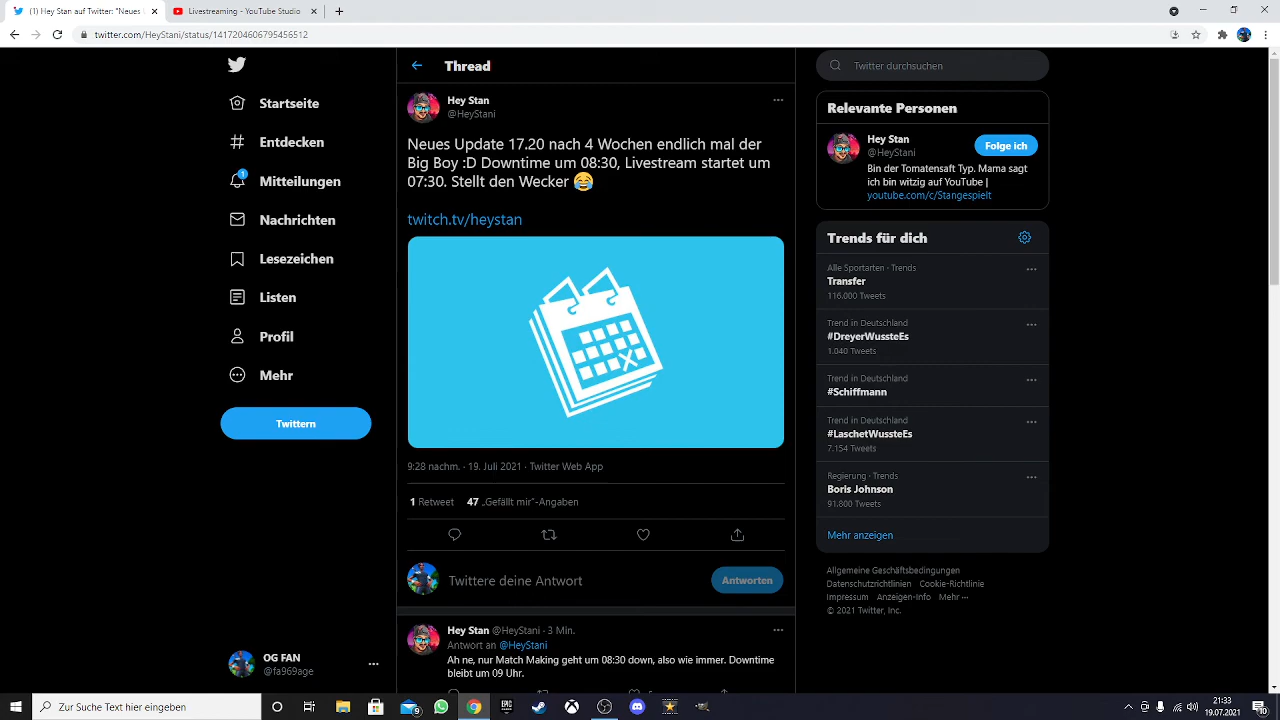 (1) Hey Stan auf Twitter: "Neues
Livestreaming - YouTube Studio
twitter.com/HeyStani/status/1417204606795456512
Thread
Twitter durchsuchen
Startseite
Entdecken
1
Mitteilungen
Nachrichten
Lesezeichen
Listen
Profil
Mehr
Twittern
OG FAN
@fa969age
Hey Stan
@HeyStani
Neues Update 17.20 nach 4 Wochen endlich mal der
Big Boy :D Downtime um 08:30, Livestream startet um
07:30. Stellt den Wecker 😂
twitch.tv/heystan
9:28 nachm. · 19. Juli 2021 · Twitter Web App
1 Retweet 47 „Gefällt mir“-Angaben
Twittere deine Antwort
Antworten
Hey Stan @HeyStani · 3 Min.
Antwort an @HeyStani
Ah ne, nur Match Making geht um 08:30 down, also wie immer. Downtime
bleibt um 09 Uhr.
Relevante Personen
Hey Stan
@HeyStani
Folge ich
Bin der Tomatensaft Typ. Mama sagt
ich bin witzig auf YouTube |
youtube.com/c/Stangespielt
Trends für dich
Alle Sportarten · Trends
Transfer
116.000 Tweets
Trend in Deutschland
#DreyerWussteEs
1.040 Tweets
Trend in Deutschland
#Schiffmann
Trend in Deutschland
#LaschetWussteEs
7.154 Tweets
Regierung · Trends
Boris Johnson
91.800 Tweets
Mehr anzeigen
Allgemeine Geschäftsbedingungen
Datenschutzrichtlinien Cookie-Richtlinie
Impressum Anzeigen-Info Mehr ···
© 2021 Twitter, Inc.
Zur Suche Text hier eingeben
EPIC
21:33
19.07.2021